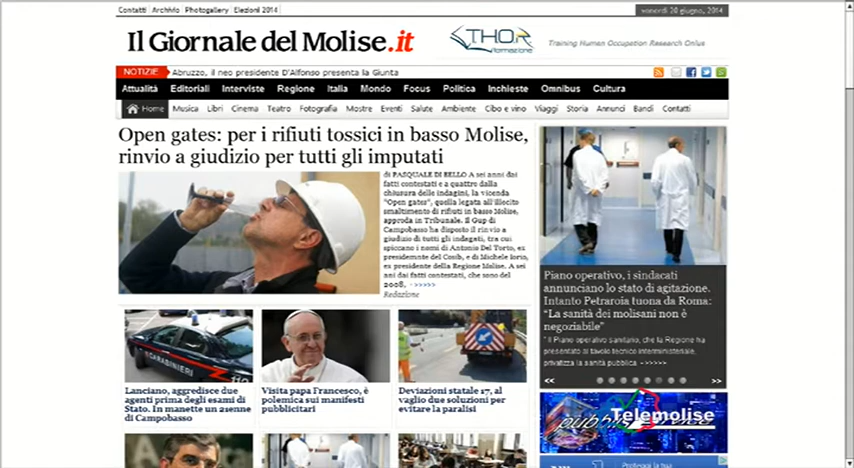 Contatti Archivio Photogallery Elezioni 2014
venerdì 20 giugno, 2014
Il Giornale del Molise.it
THOR
formazione
Training Human Occupation Research Onlus
NOTIZIE Abruzzo, il neo presidente D'Alfonso presenta la Giunta
Attualità Editoriali Interviste Regione Italia Mondo Focus Politica Inchieste Omnibus Cultura
Home Musica Libri Cinema Teatro Fotografia Mostre Eventi Salute Ambiente Cibo e vino Viaggi Storia Annunci Bandi Contatti
Open gates: per i rifiuti tossici in basso Molise,
rinvio a giudizio per tutti gli imputati
di PASQUALE DI BELLO A sei anni dai
fatti contestati e a quattro dalla
chiusura delle indagini, la vicenda
"Open gates", quella legata all'illecito
smaltimento di rifiuti in basso Molise,
approda in Tribunale. Il Gup di
Campobasso ha disposto il rinvio a
giudizio di tutti gli indagati, tra cui
spiccano i nomi di Antonio Del Torto, ex
presidente del Cosib, e di Michele Iorio,
ex presidente della Regione Molise. A sei
anni dai fatti contestati, che sono del
2008, ->>>>>
Redazione
Piano operativo, i sindacati
annunciano lo stato di agitazione.
Intanto Petraroia tuona da Roma:
"La sanità dei molisani non è
negoziabile"
" Il Piano operativo sanitario, che la Regione ha
presentato al tavolo tecnico interministeriale,
privatizza la sanità pubblica. ->>>>>
<< >>
CARABINIERI
112
Lanciano, aggredisce due
agenti prima degli esami di
Stato. In manette un 21enne
di Campobasso
Visita papa Francesco, è
polemica sui manifesti
pubblicitari
Deviazioni statale 17, al
vaglio due soluzioni per
evitare la paralisi
Telemolise
Proteggi la tua